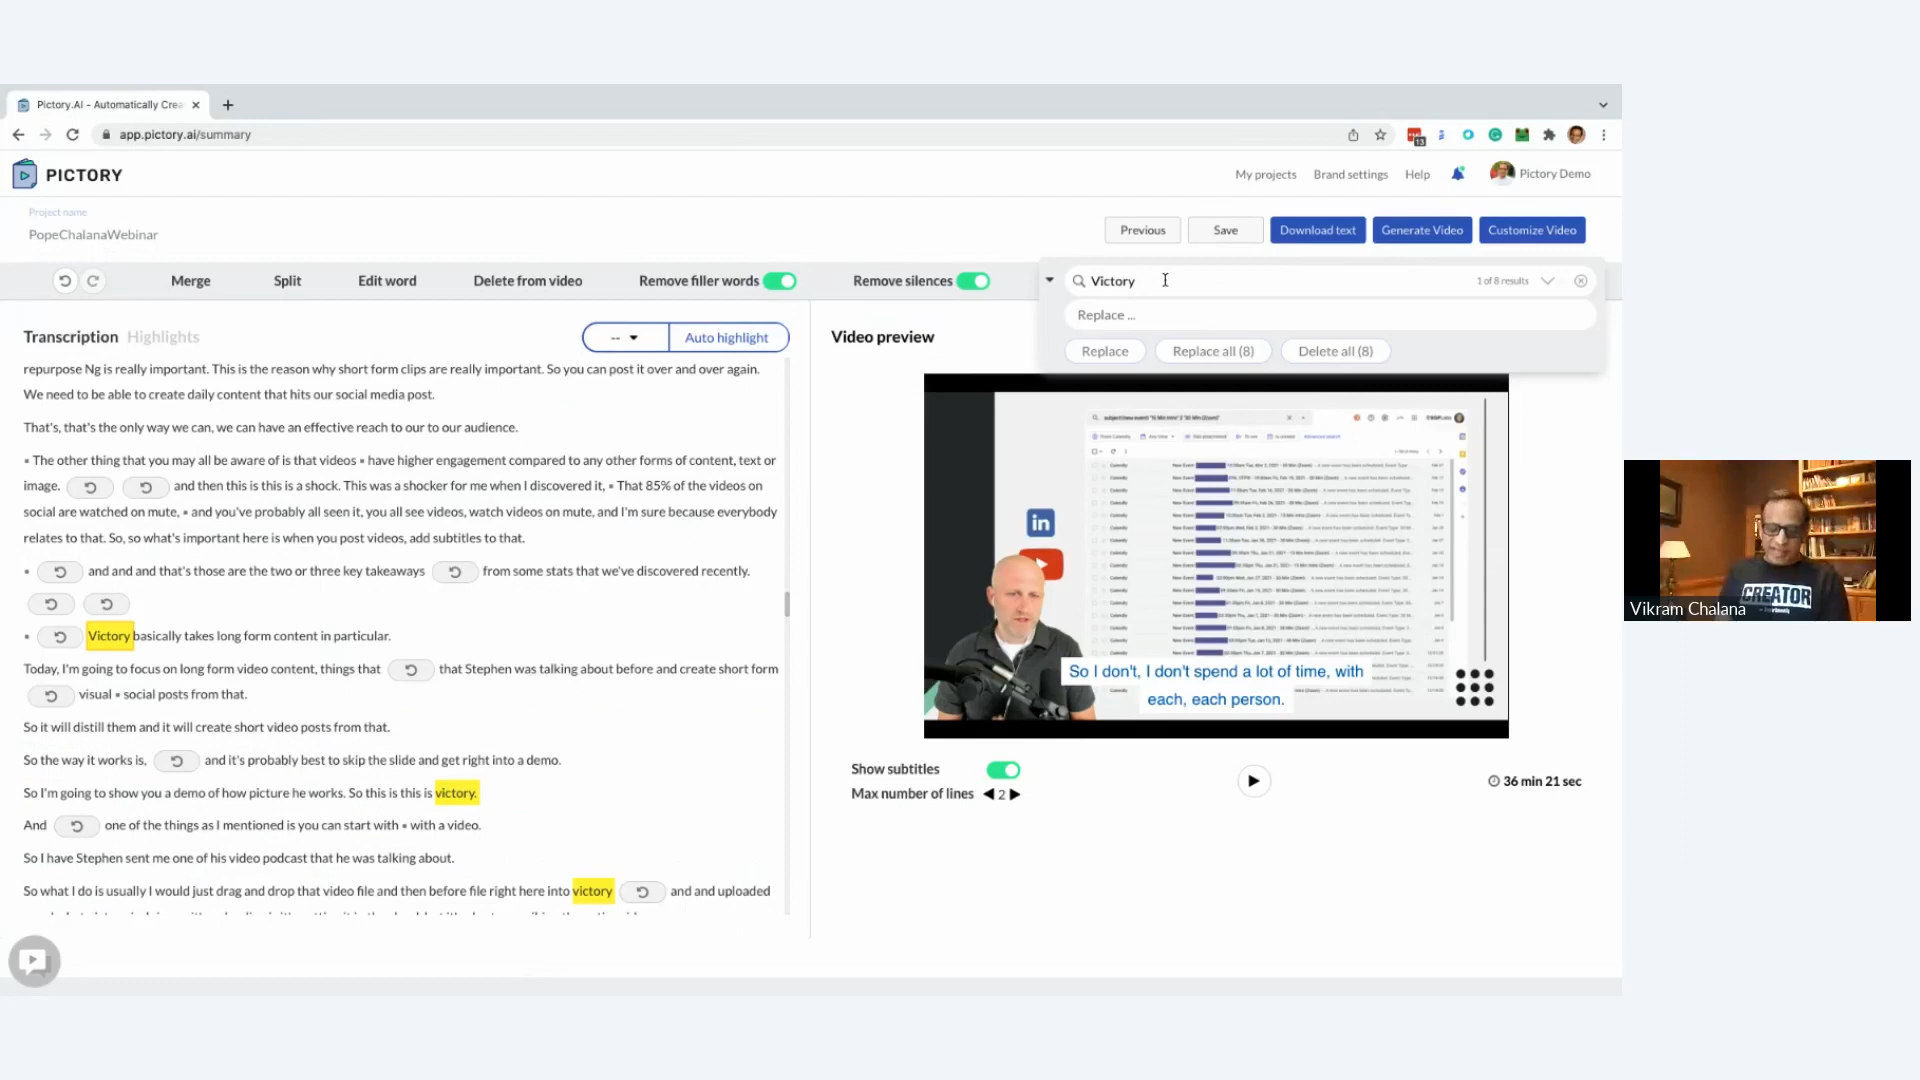 Pictory.AI - Automatically Crea
app.pictory.ai/summary
13
PICTORY
My projects
Brand settings
Help
Pictory Demo
Project name
PopeChalanaWebinar
Previous
Save
Download text
Generate Video
Customize Video
Merge
Split
Edit word
Delete from video
Remove filler words
Remove silences
Victory
1 of 8 results
Replace ...
Replace
Replace all (8)
Delete all (8)
Transcription Highlights
--
Auto highlight
Video preview
repurpose Ng is really important. This is the reason why short form clips are really important. So you can post it over and over again.
We need to be able to create daily content that hits our social media post.
That's, that's the only way we can, we can have an effective reach to our to our audience.
▪ The other thing that you may all be aware of is that videos ▪ have higher engagement compared to any other forms of content, text or
image. and then this is this is a shock. This was a shocker for me when I discovered it, ▪ That 85% of the videos on
social are watched on mute, ▪ and you've probably all seen it, you all see videos, watch videos on mute, and I'm sure because everybody
relates to that. So, so what's important here is when you post videos, add subtitles to that.
▪ and and and that's those are the two or three key takeaways from some stats that we've discovered recently.
▪ Victory basically takes long form content in particular.
Today, I'm going to focus on long form video content, things that that Stephen was talking about before and create short form
visual ▪ social posts from that.
So it will distill them and it will create short video posts from that.
So the way it works is, and it's probably best to skip the slide and get right into a demo.
So I'm going to show you a demo of how picture he works. So this is this is victory.
And one of the things as I mentioned is you can start with ▪ with a video.
So I have Stephen sent me one of his video podcast that he was talking about.
So what I do is usually I would just drag and drop that video file and then before file right here into victory and and uploaded
in
So I don't, I don't spend a lot of time, with
each, each person.
Show subtitles
Max number of lines 2
36 min 21 sec
CREATOR
Vikram Chalana